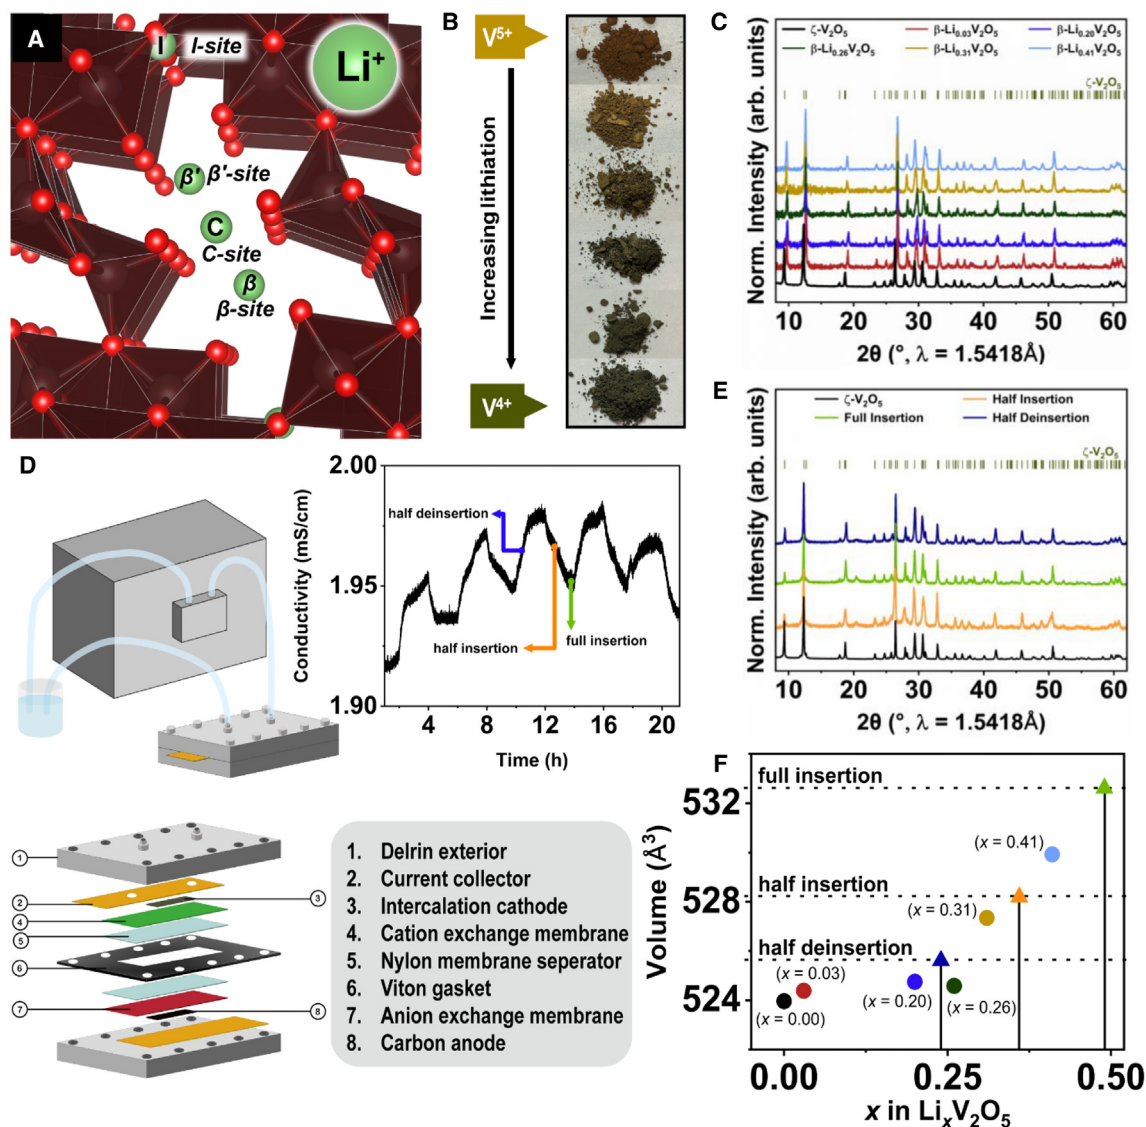 A
I
I-site
Li⁺
β'
β'-site
C
C-site
β
β-site
B
V⁵⁺
Increasing lithiation
V⁴⁺
C
ζ-V₂O₅
β-Li₀.₀₃V₂O₅
β-Li₀.₂₀V₂O₅
β-Li₀.₂₆V₂O₅
β-Li₀.₃₁V₂O₅
β-Li₀.₄₁V₂O₅
ζ-V₂O₅
Norm. Intensity (arb. units)
10 20 30 40 50 60
2θ (°, λ = 1.5418Å)
E
ζ-V₂O₅
Half Insertion
Full Insertion
Half Deinsertion
ζ-V₂O₅
Norm. Intensity (arb. units)
10 20 30 40 50 60
2θ (°, λ = 1.5418Å)
D
2.00
1.95
1.90
Conductivity (mS/cm)
half deinsertion
half insertion
full insertion
4 8 12 16 20
Time (h)
1
2
3
4
5
6
7
8
1. Delrin exterior
2. Current collector
3. Intercalation cathode
4. Cation exchange membrane
5. Nylon membrane seperator
6. Viton gasket
7. Anion exchange membrane
8. Carbon anode
F
full insertion
532
(x = 0.41)
half insertion
528
(x = 0.31)
half deinsertion
(x = 0.03)
524
(x = 0.00)
(x = 0.20)
(x = 0.26)
Volume (Å³)
0.00 0.25 0.50
x in LiₓV₂O₅